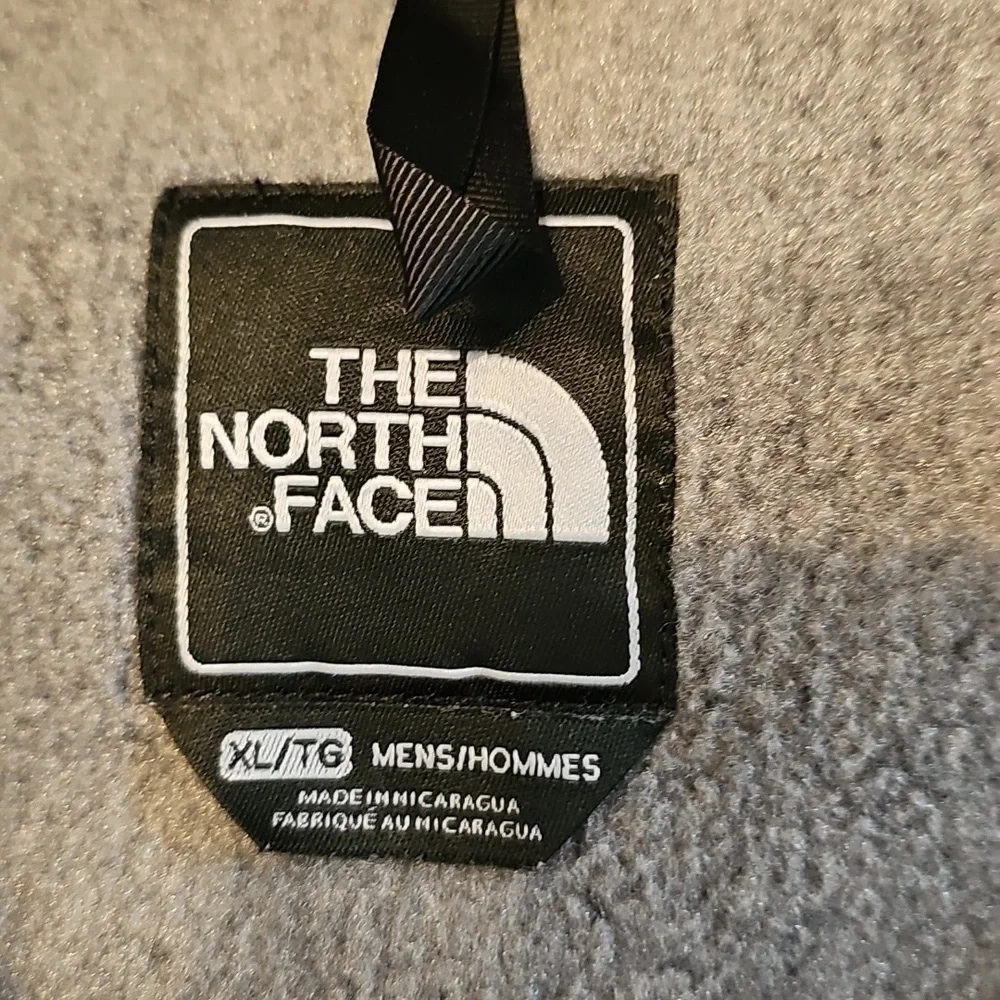 THE
NORTH
®FACE
XL/TG MENS/HOMMES
MADE IN NICARAGUA
FABRIQUÉ AU NICARAGUA